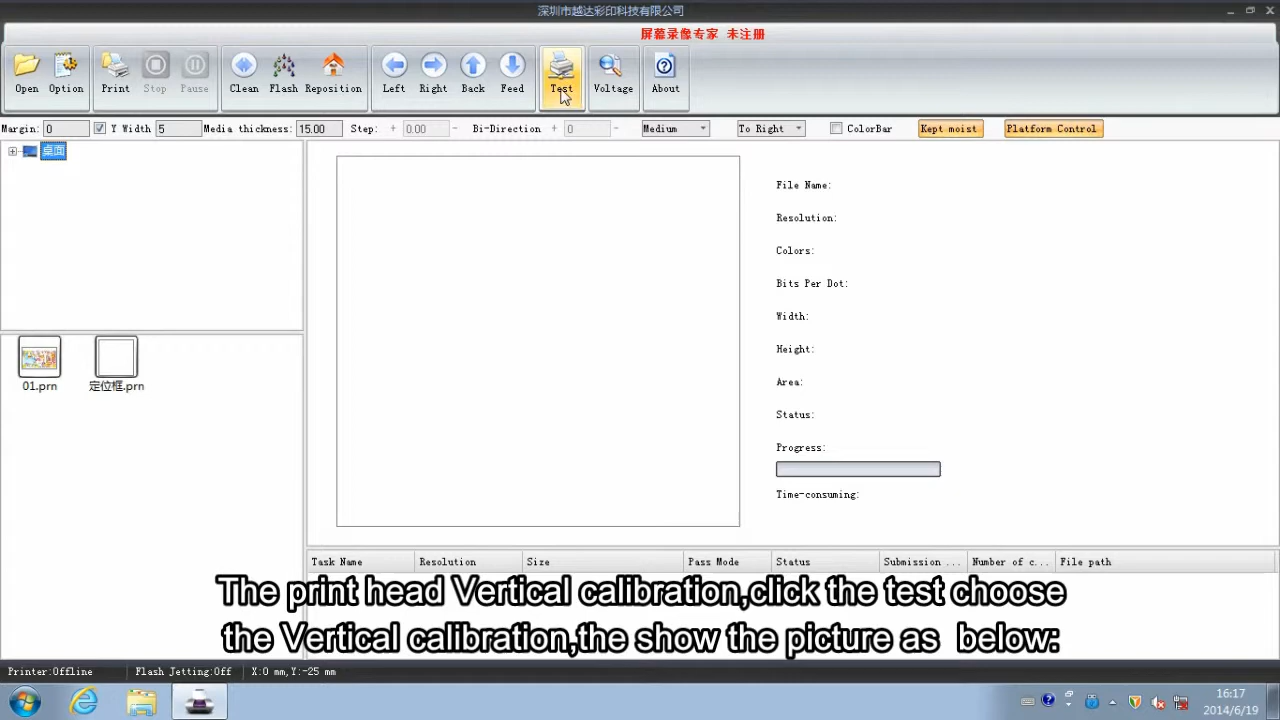 深圳市越达彩印科技有限公司
屏幕录像专家 未注册
Open Option Print Stop Pause Clean Flash Reposition Left Right Back Feed Test Voltage About
Margin: 0 Y Width 5 Media thickness: 15.00 Step: + 0.00 - Bi-Direction + 0 - Medium To Right ColorBar Kept moist Platform Control
桌面
File Name:
Resolution:
Colors:
Bits Per Dot:
Width:
Height:
Area:
Status:
Progress:
Time-consuming:
01.prn 定位框.prn
Task Name Resolution Size Pass Mode Status Submission ... Number of c... File path
The print head Vertical calibration,click the test choose
the Vertical calibration,the show the picture as below:
Printer:Offline Flash Jetting:Off X:0 mm,Y:-25 mm
16:17
2014/6/19